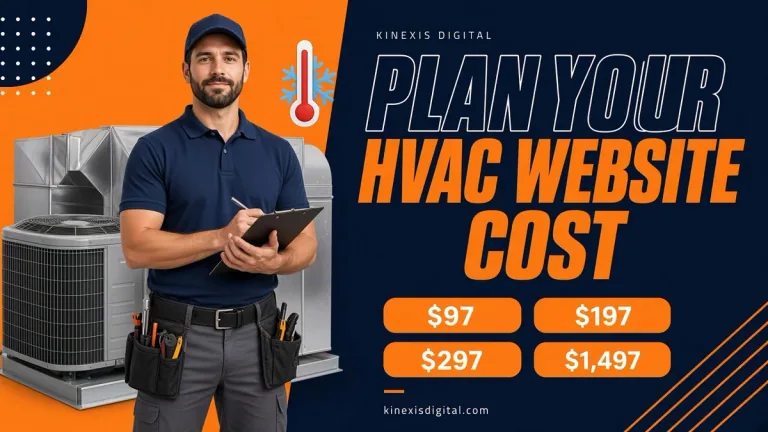 KINEXIS DIGITAL
PLAN YOUR
HVAC WEBSITE
COST
$97
$197
$297
$1,497
kinexisdigital.com